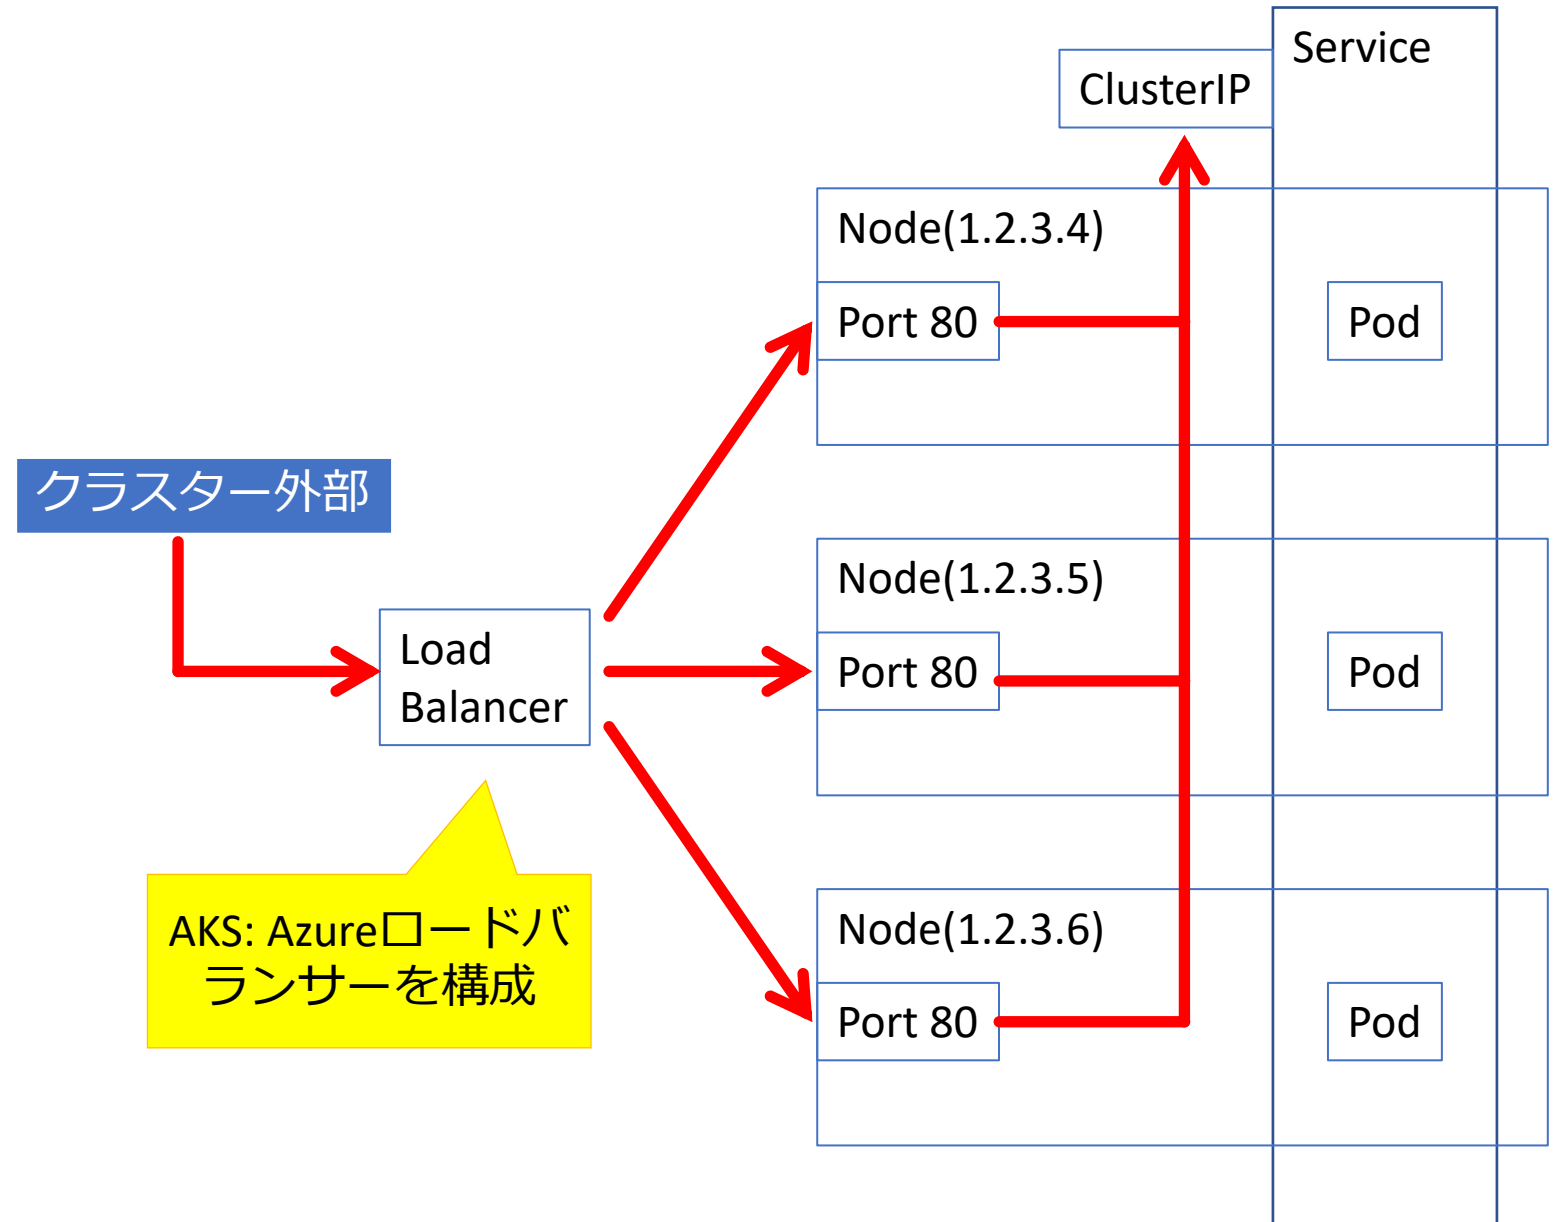 Service
ClusterIP
Node(1.2.3.4)
Port 80
Pod
クラスター外部
Node(1.2.3.5)
Load
Balancer
Port 80
Pod
AKS: Azureロードバ
ランサーを構成
Node(1.2.3.6)
Port 80
Pod